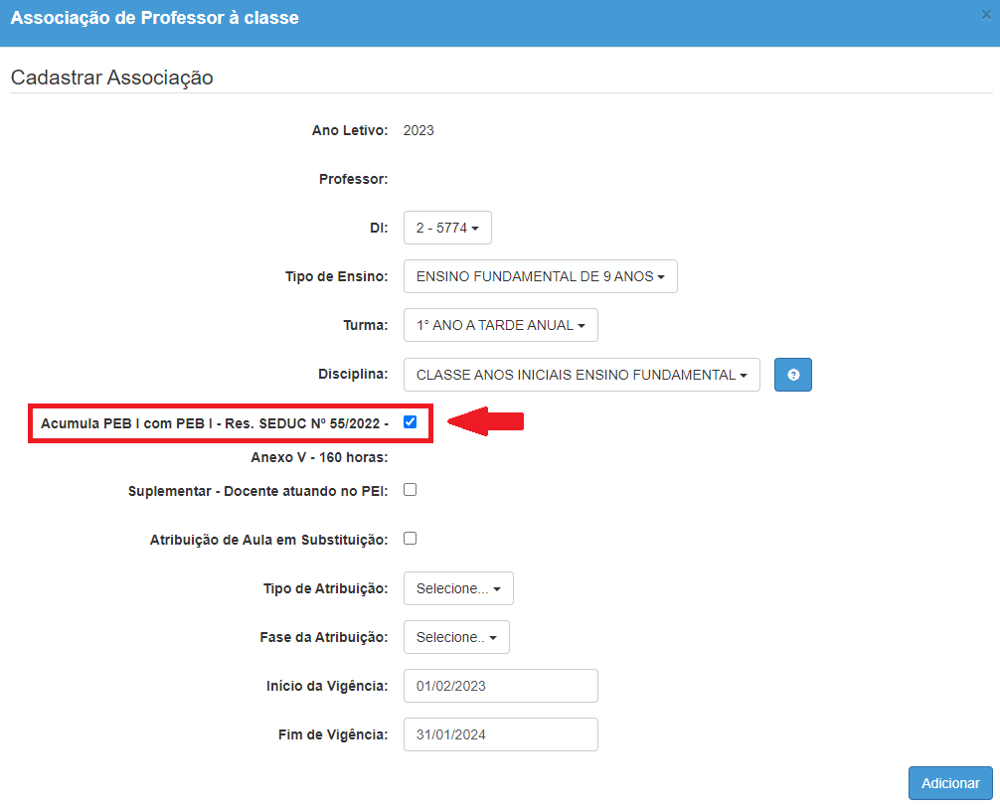 Associação de Professor à classe
×
Cadastrar Associação
Ano Letivo: 2023
Professor:
DI: 2 - 5774
Tipo de Ensino: ENSINO FUNDAMENTAL DE 9 ANOS
Turma: 1° ANO A TARDE ANUAL
Disciplina: CLASSE ANOS INICIAIS ENSINO FUNDAMENTAL ?
Acumula PEB I com PEB I - Res. SEDUC Nº 55/2022 -
Anexo V - 160 horas:
Suplementar - Docente atuando no PEI:
Atribuição de Aula em Substituição:
Tipo de Atribuição: Selecione...
Fase da Atribuição: Selecione..
Início da Vigência: 01/02/2023
Fim de Vigência: 31/01/2024
Adicionar